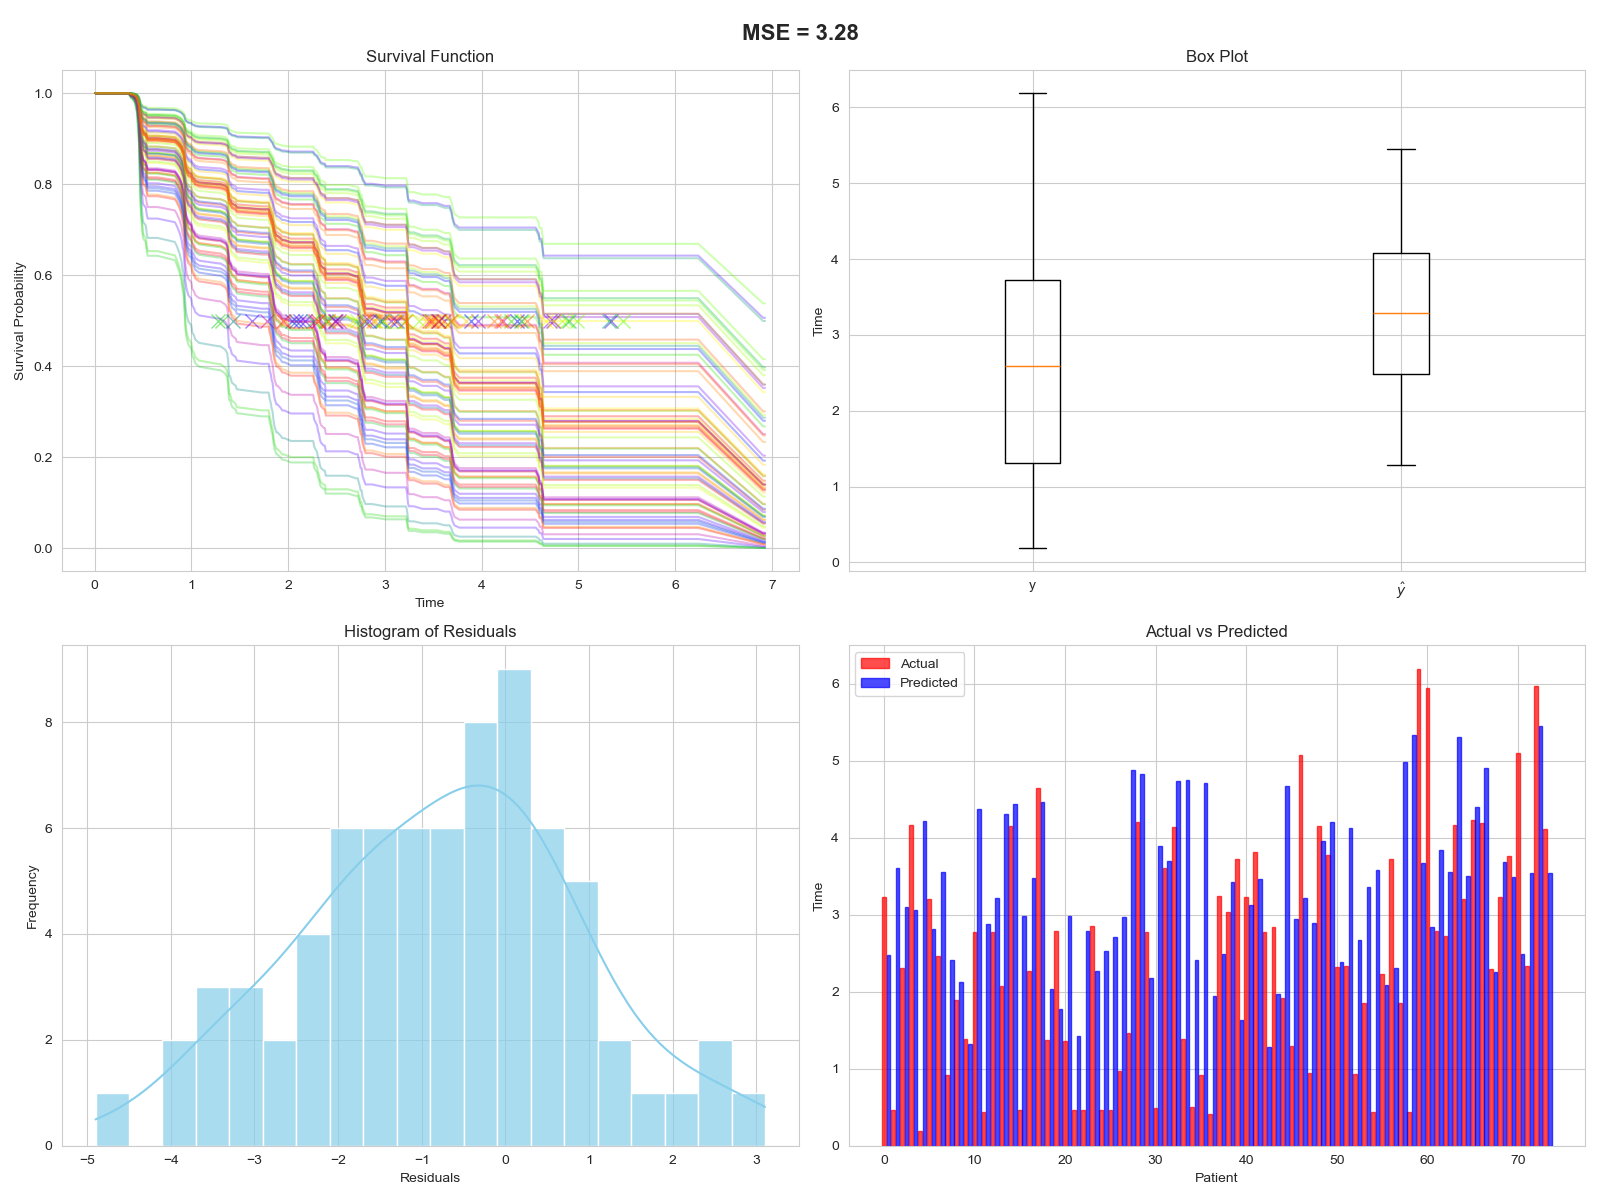 MSE = 3.28
Survival Function
1.0
0.8
0.6
0.4
0.2
0.0
Survival Probability
0 1 2 3 4 5 6 7
Time
Box Plot
6
5
4
3
2
1
0
Time
y ŷ
Histogram of Residuals
8
6
4
2
0
Frequency
−5 −4 −3 −2 −1 0 1 2 3
Residuals
Actual vs Predicted
Actual
Predicted
6
5
4
3
2
1
0
Time
0 10 20 30 40 50 60 70
Patient